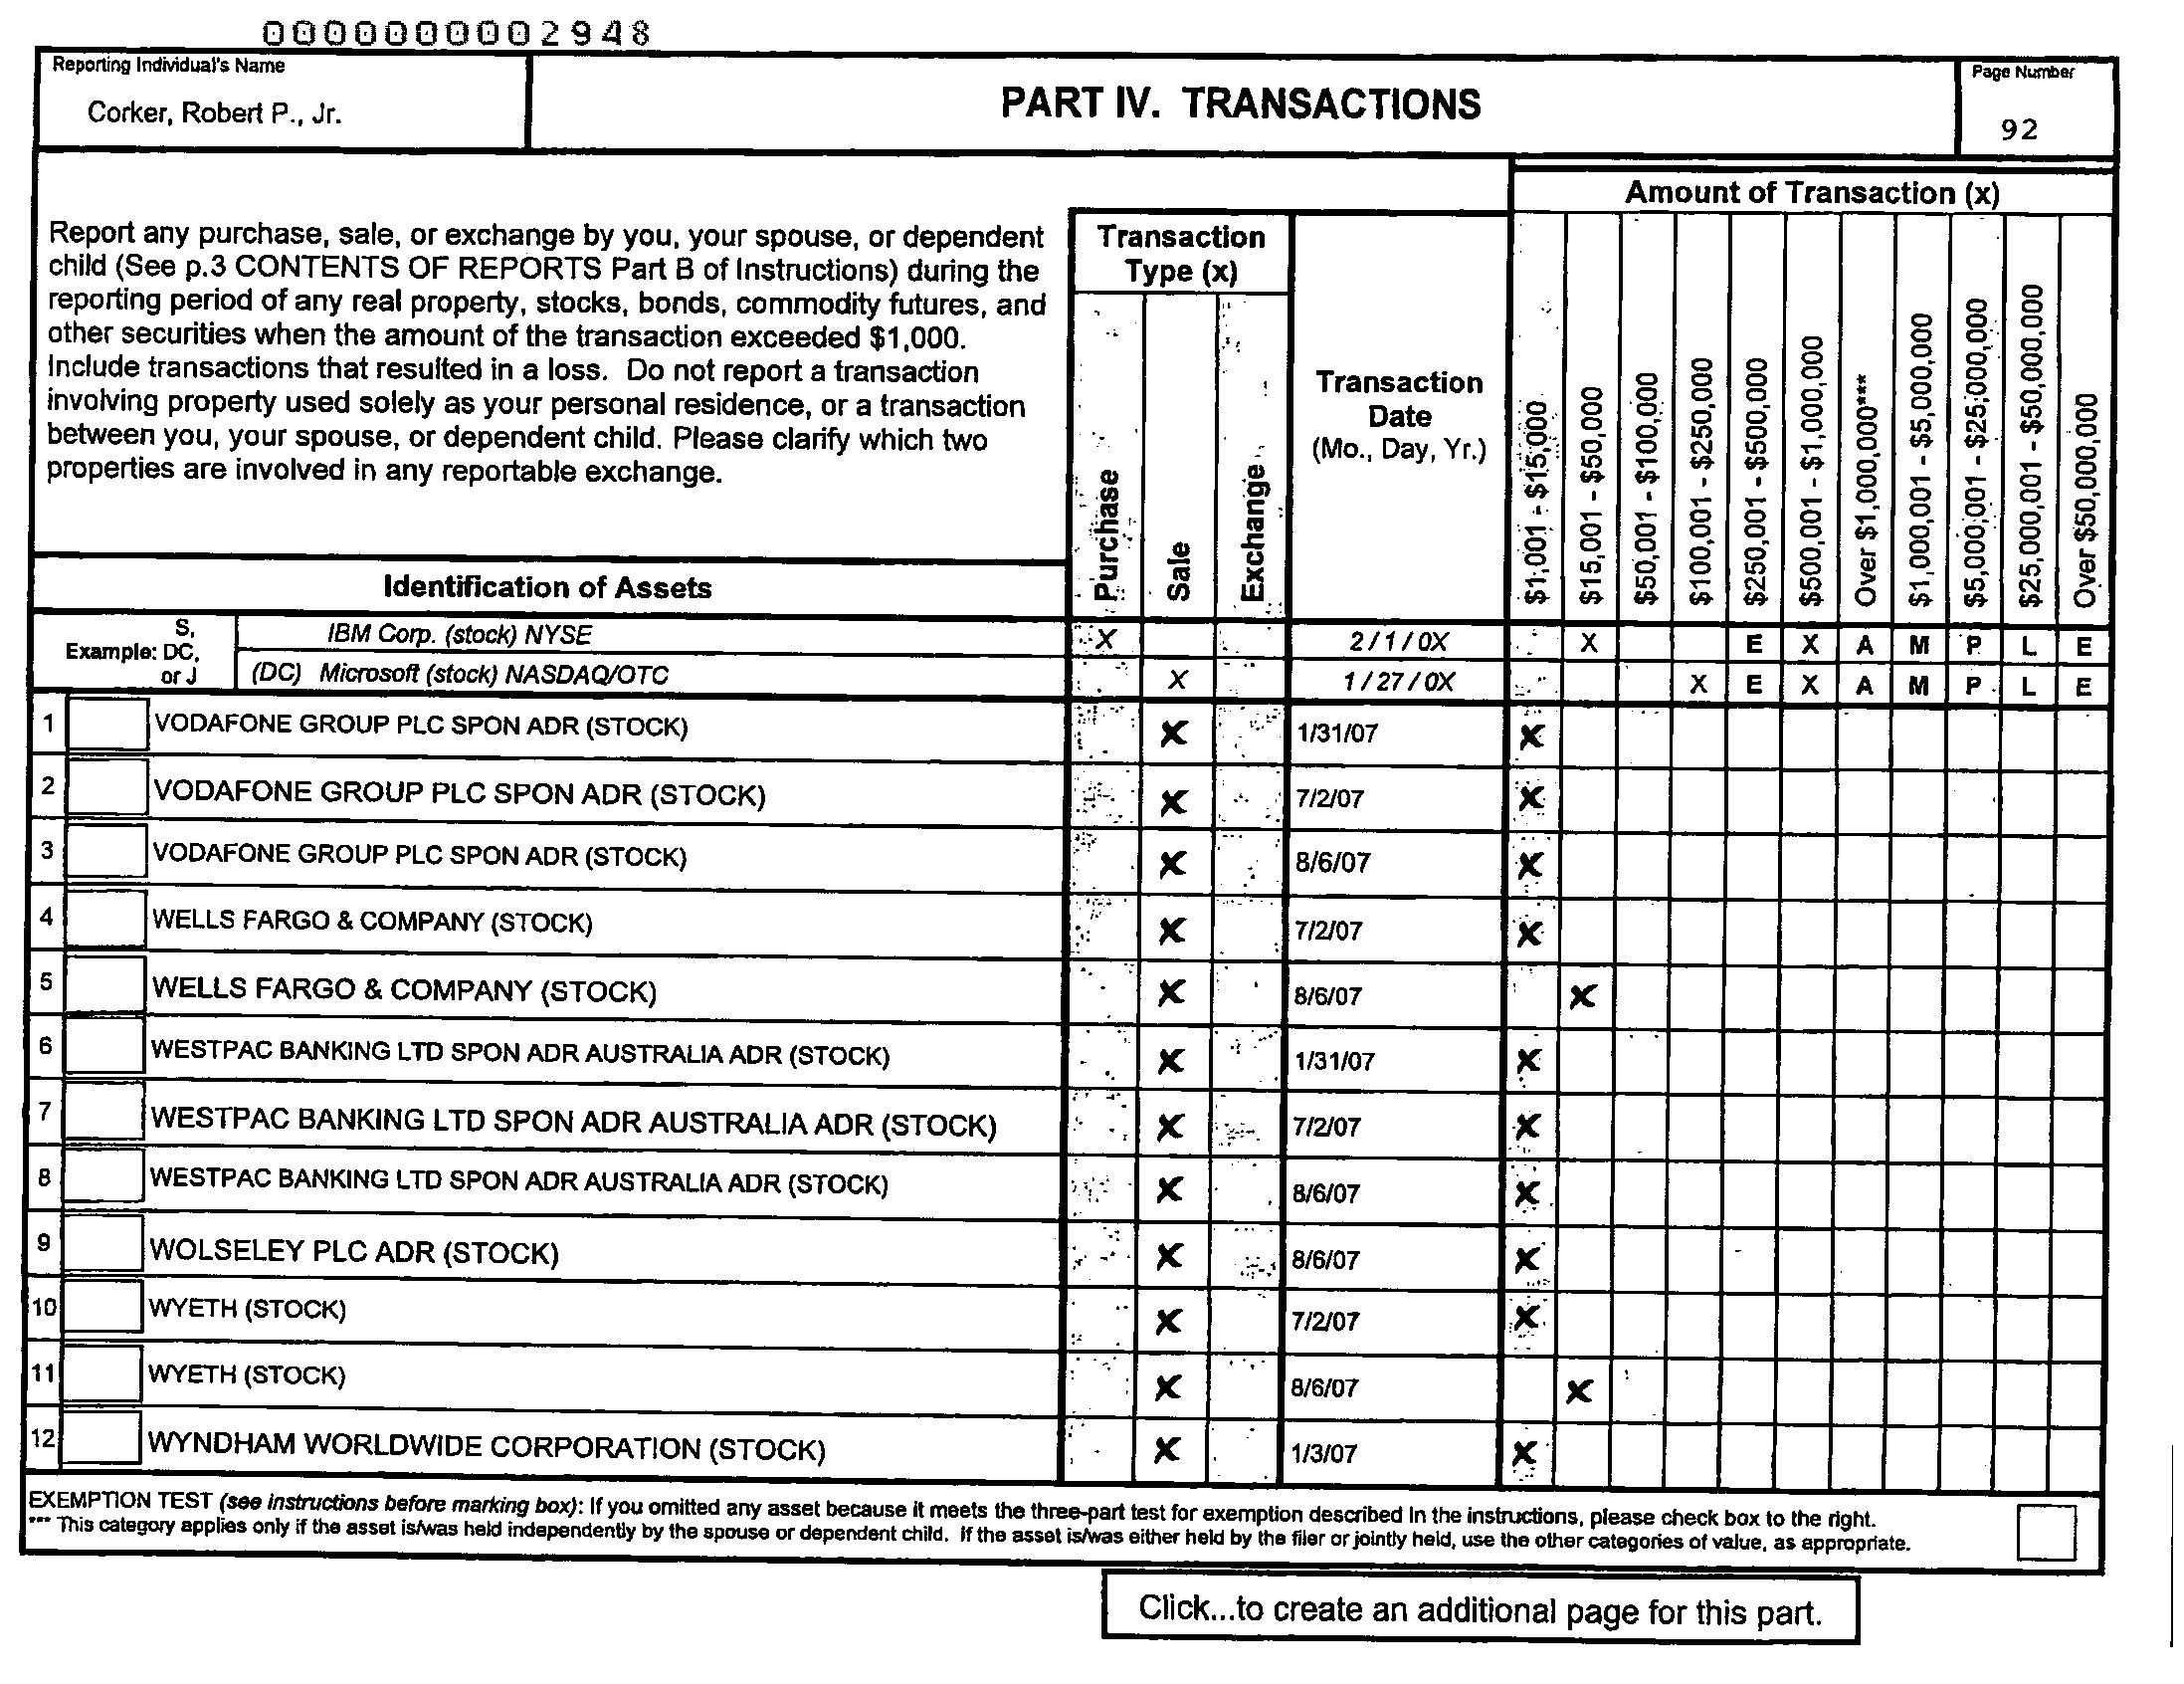 0000000002948
Reporting Individual's Name
Corker, Robert P., Jr.
PART IV. TRANSACTIONS
Page Number
92
Report any purchase, sale, or exchange by you, your spouse, or dependent
child (See p.3 CONTENTS OF REPORTS Part B of Instructions) during the
reporting period of any real property, stocks, bonds, commodity futures, and
other securities when the amount of the transaction exceeded $1,000.
Include transactions that resulted in a loss. Do not report a transaction
involving property used solely as your personal residence, or a transaction
between you, your spouse, or dependent child. Please clarify which two
properties are involved in any reportable exchange.
Transaction
Type (x)
Purchase
Sale
Exchange
Transaction
Date
(Mo., Day, Yr.)
Amount of Transaction (x)
$1,001 - $15,000
$15,001 - $50,000
$50,001 - $100,000
$100,001 - $250,000
$250,001 - $500,000
$500,001 - $1,000,000
Over $1,000,000***
$1,000,001 - $5,000,000
$5,000,001 - $25,000,000
$25,000,001 - $50,000,000
Over $50,000,000
Identification of Assets
Example: S, DC, or J
IBM Corp. (stock) NYSE X 2 / 1 / 0X X E X A M P L E
(DC) Microsoft (stock) NASDAQ/OTC X 1 / 27 / 0X X E X A M P L E
1 VODAFONE GROUP PLC SPON ADR (STOCK) X 1/31/07 X
2 VODAFONE GROUP PLC SPON ADR (STOCK) X 7/2/07 X
3 VODAFONE GROUP PLC SPON ADR (STOCK) X 8/6/07 X
4 WELLS FARGO & COMPANY (STOCK) X 7/2/07 X
5 WELLS FARGO & COMPANY (STOCK) X 8/6/07 X
6 WESTPAC BANKING LTD SPON ADR AUSTRALIA ADR (STOCK) X 1/31/07 X
7 WESTPAC BANKING LTD SPON ADR AUSTRALIA ADR (STOCK) X 7/2/07 X
8 WESTPAC BANKING LTD SPON ADR AUSTRALIA ADR (STOCK) X 8/6/07 X
9 WOLSELEY PLC ADR (STOCK) X 8/6/07 X
10 WYETH (STOCK) X 7/2/07 X
11 WYETH (STOCK) X 8/6/07 X
12 WYNDHAM WORLDWIDE CORPORATION (STOCK) X 1/3/07 X
EXEMPTION TEST (see instructions before marking box): If you omitted any asset because it meets the three-part test for exemption described in the instructions, please check box to the right.
*** This category applies only if the asset is/was held independently by the spouse or dependent child. If the asset is/was either held by the filer or jointly held, use the other categories of value, as appropriate.
Click...to create an additional page for this part.